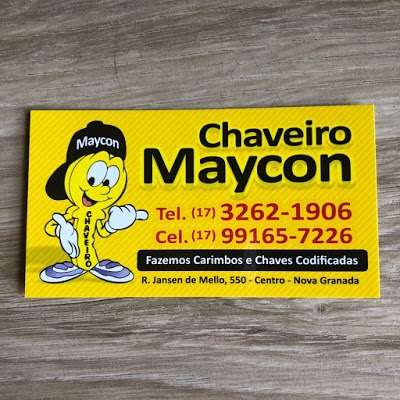 Maycon
CHAVEIRO
Chaveiro
Maycon
Tel. (17) 3262-1906
Cel. (17) 99165-7226
Fazemos Carimbos e Chaves Codificadas
R. Jansen de Mello, 550 - Centro - Nova Granada